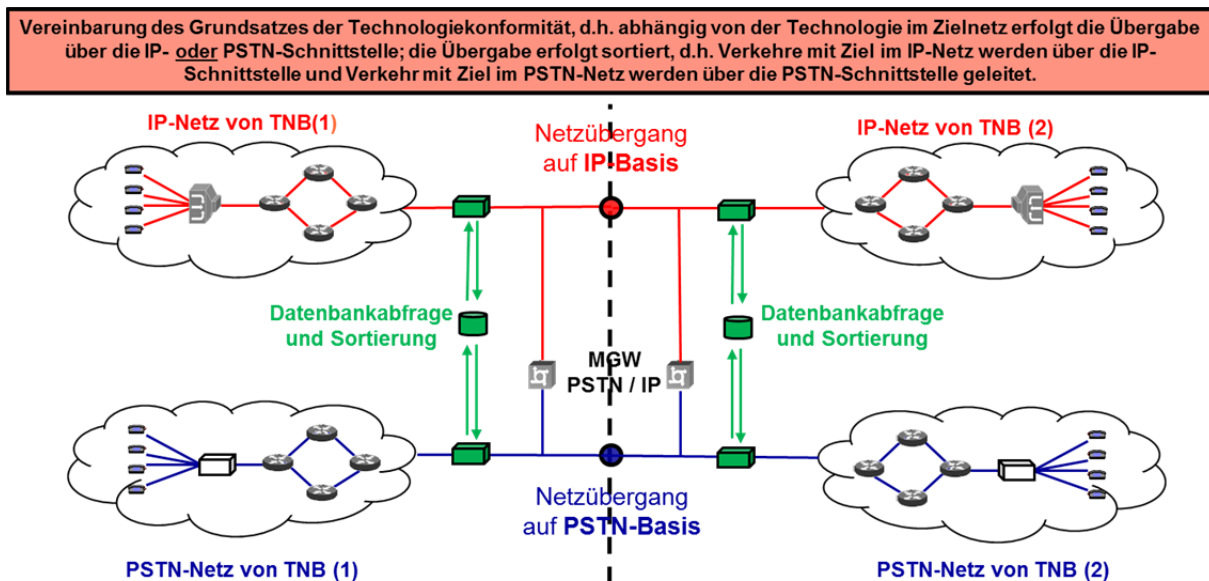 Vereinbarung des Grundsatzes der Technologiekonformität, d.h. abhängig von der Technologie im Zielnetz erfolgt die Übergabe
über die IP- oder PSTN-Schnittstelle; die Übergabe erfolgt sortiert, d.h. Verkehre mit Ziel im IP-Netz werden über die IP-
Schnittstelle und Verkehr mit Ziel im PSTN-Netz werden über die PSTN-Schnittstelle geleitet.
IP-Netz von TNB(1)
Netzübergang
auf IP-Basis
IP-Netz von TNB (2)
Datenbankabfrage
und Sortierung
MGW
PSTN / IP
Datenbankabfrage
und Sortierung
Netzübergang
auf PSTN-Basis
PSTN-Netz von TNB (1)
PSTN-Netz von TNB (2)